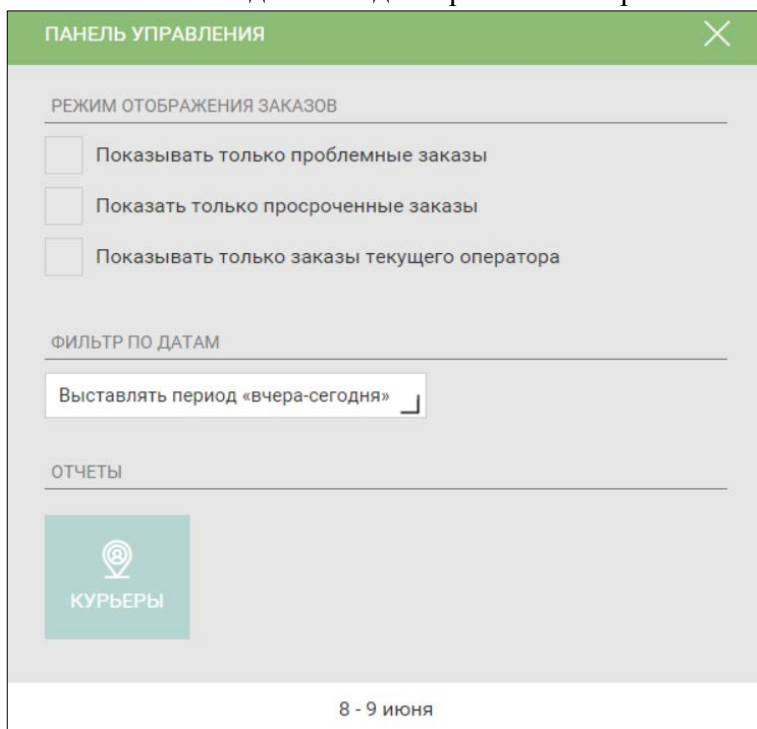 ПАНЕЛЬ УПРАВЛЕНИЯ
РЕЖИМ ОТОБРАЖЕНИЯ ЗАКАЗОВ
Показывать только проблемные заказы
Показать только просроченные заказы
Показывать только заказы текущего оператора
ФИЛЬТР ПО ДАТАМ
Выставлять период «вчера-сегодня»
ОТЧЕТЫ
КУРЬЕРЫ
8 - 9 июня